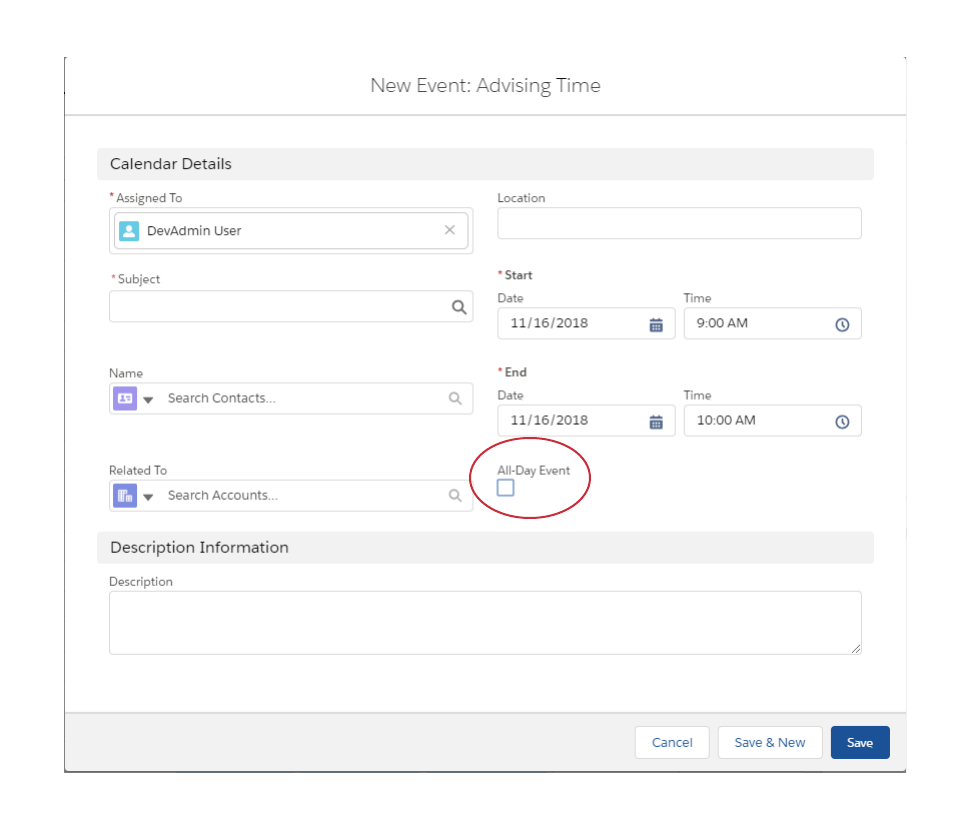 New Event: Advising Time
Calendar Details
* Assigned To
DevAdmin User
Location
* Subject
* Start
Date
Time
11/16/2018
9:00 AM
Name
Search Contacts...
* End
Date
Time
11/16/2018
10:00 AM
Related To
Search Accounts...
All-Day Event
Description Information
Description
Cancel
Save & New
Save